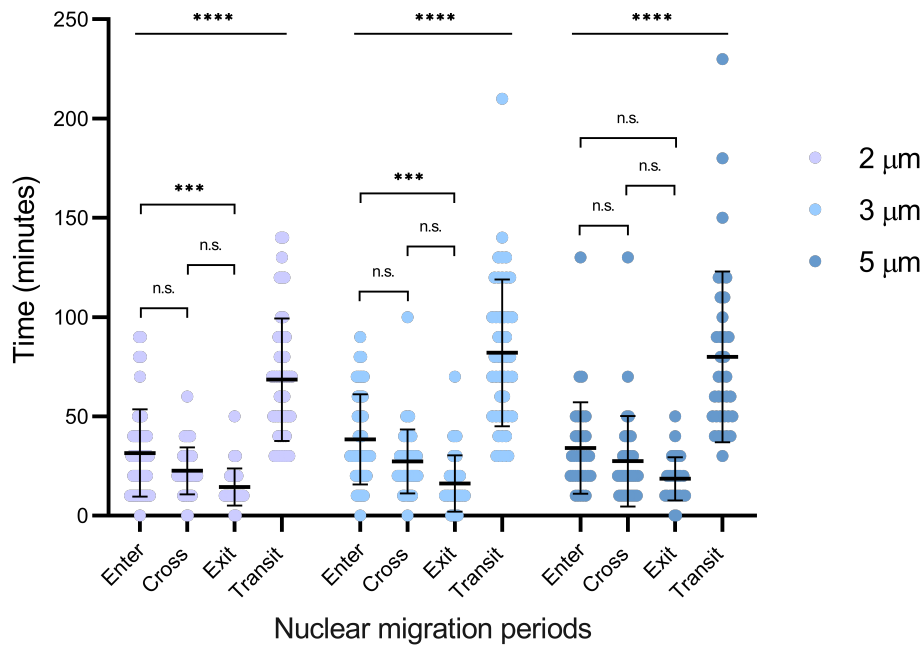 250
200
150
100
50
0
Time (minutes)
****
****
****
***
n.s.
n.s.
***
n.s.
n.s.
n.s.
n.s.
n.s.
Enter
Cross
Exit
Transit
Enter
Cross
Exit
Transit
Enter
Cross
Exit
Transit
Nuclear migration periods
2 µm
3 µm
5 µm